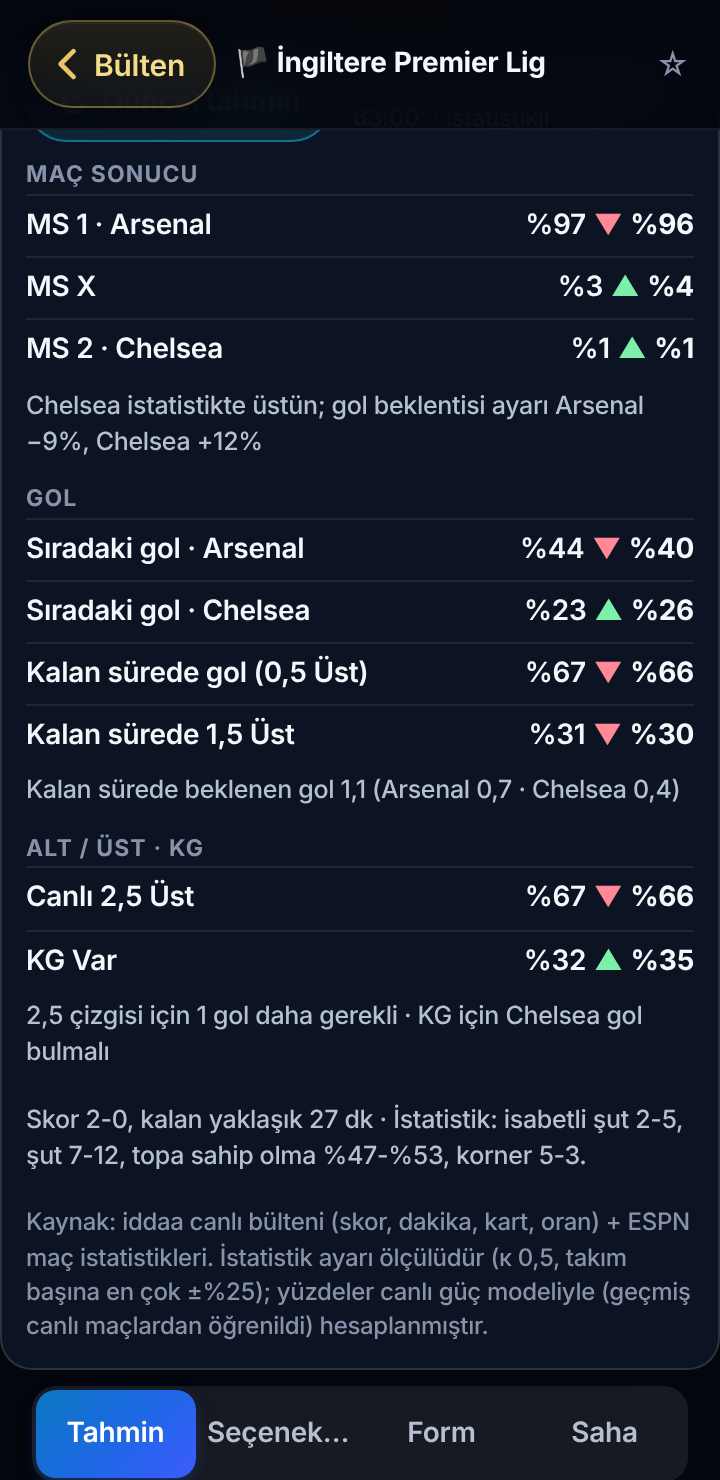 Bülten
İngiltere Premier Lig
Güncel tahmin
63:00' · istatistikli
MAÇ SONUCU
MS 1 · Arsenal %97 ▼ %96
MS X %3 ▲ %4
MS 2 · Chelsea %1 ▲ %1
Chelsea istatistikte üstün; gol beklentisi ayarı Arsenal
−9%, Chelsea +12%
GOL
Sıradaki gol · Arsenal %44 ▼ %40
Sıradaki gol · Chelsea %23 ▲ %26
Kalan sürede gol (0,5 Üst) %67 ▼ %66
Kalan sürede 1,5 Üst %31 ▼ %30
Kalan sürede beklenen gol 1,1 (Arsenal 0,7 · Chelsea 0,4)
ALT / ÜST · KG
Canlı 2,5 Üst %67 ▼ %66
KG Var %32 ▲ %35
2,5 çizgisi için 1 gol daha gerekli · KG için Chelsea gol
bulmalı
Skor 2-0, kalan yaklaşık 27 dk · İstatistik: isabetli şut 2-5,
şut 7-12, topa sahip olma %47-%53, korner 5-3.
Kaynak: iddaa canlı bülteni (skor, dakika, kart, oran) + ESPN
maç istatistikleri. İstatistik ayarı ölçülüdür (κ 0,5, takım
başına en çok ±%25); yüzdeler canlı güç modeliyle (geçmiş
canlı maçlardan öğrenildi) hesaplanmıştır.
Tahmin
Seçenek...
Form
Saha